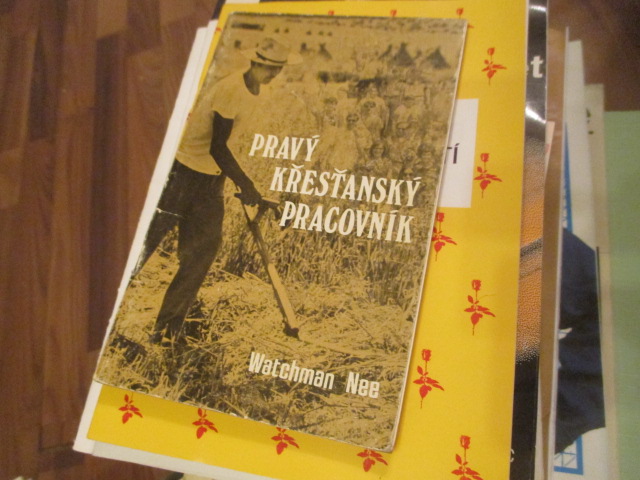 PRAVÝ
KŘESŤANSKÝ
PRACOVNÍK
Watchman Nee